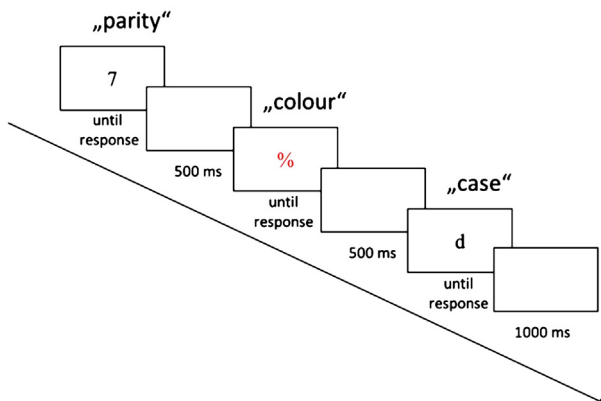 „parity“
7
until
response
500 ms
„colour“
%
until
response
500 ms
„case“
d
until
response
1000 ms